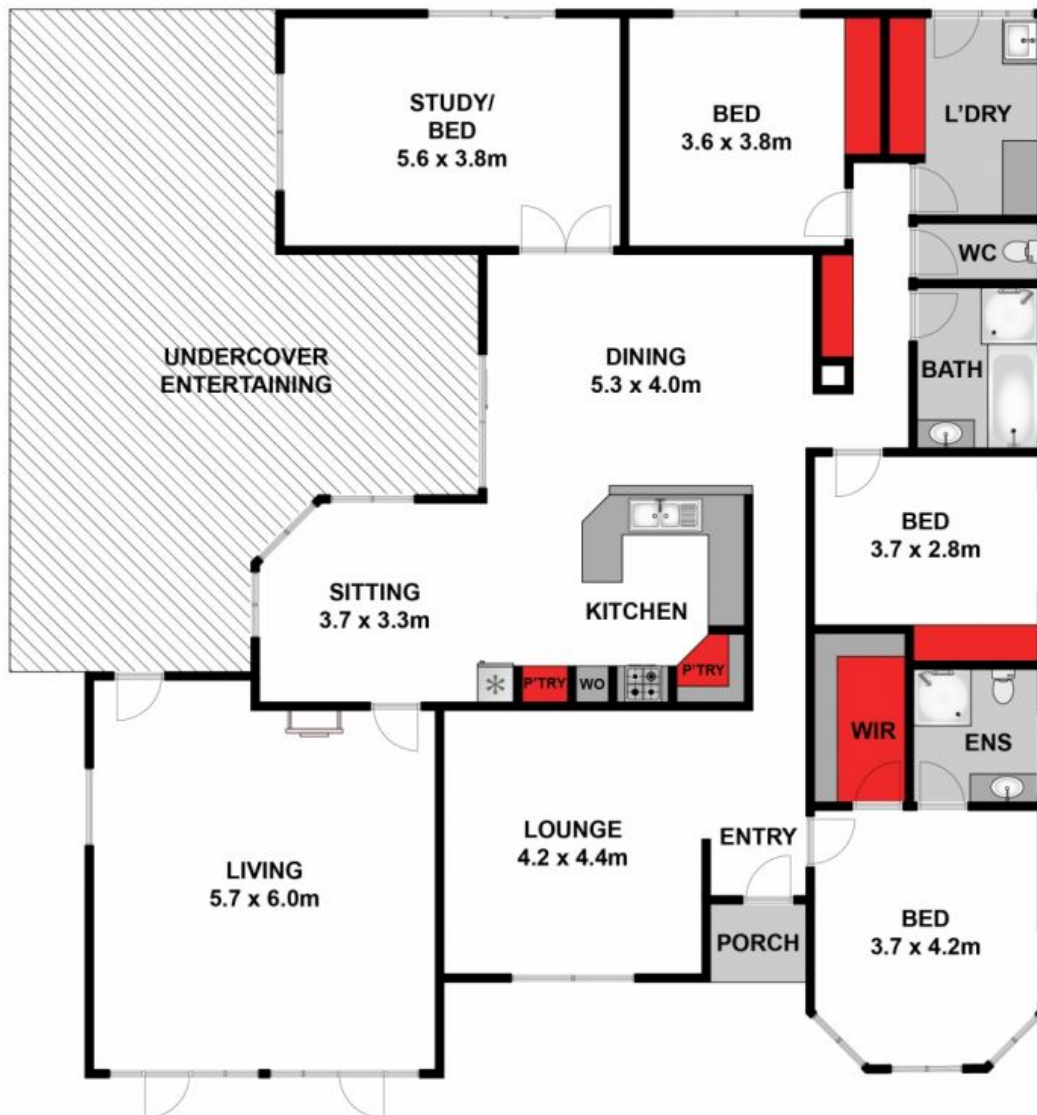 STUDY/
BED
5.6 x 3.8m
BED
3.6 x 3.8m
L'DRY
WC
UNDERCOVER
ENTERTAINING
DINING
5.3 x 4.0m
BATH
BED
3.7 x 2.8m
SITTING
3.7 x 3.3m
KITCHEN
P'TRY
WO
P'TRY
WIR
ENS
LOUNGE
4.2 x 4.4m
ENTRY
LIVING
5.7 x 6.0m
PORCH
BED
3.7 x 4.2m